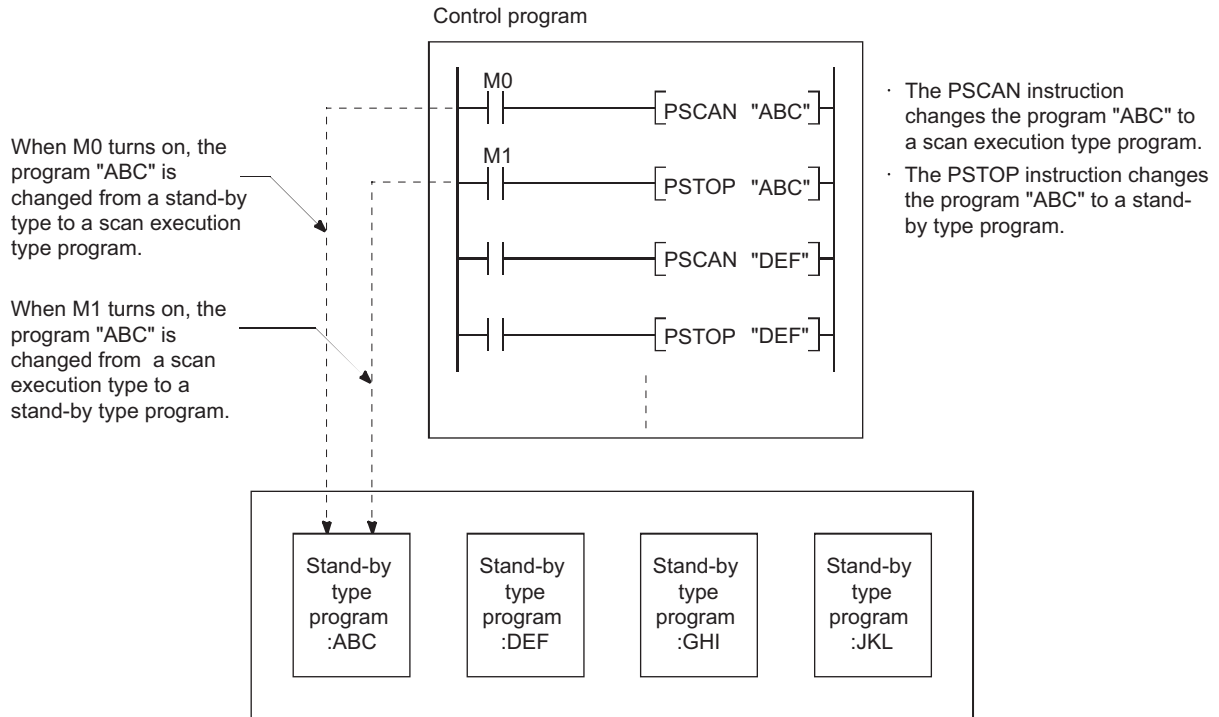 Control program
M0
PSCAN "ABC"
M1
PSTOP "ABC"
PSCAN "DEF"
PSTOP "DEF"
When M0 turns on, the
program "ABC" is
changed from a stand-by
type to a scan execution
type program.
When M1 turns on, the
program "ABC" is
changed from a scan
execution type to a
stand-by type program.
· The PSCAN instruction
changes the program "ABC" to
a scan execution type program.
· The PSTOP instruction changes
the program "ABC" to a stand-
by type program.
Stand-by
type
program
:ABC
Stand-by
type
program
:DEF
Stand-by
type
program
:GHI
Stand-by
type
program
:JKL